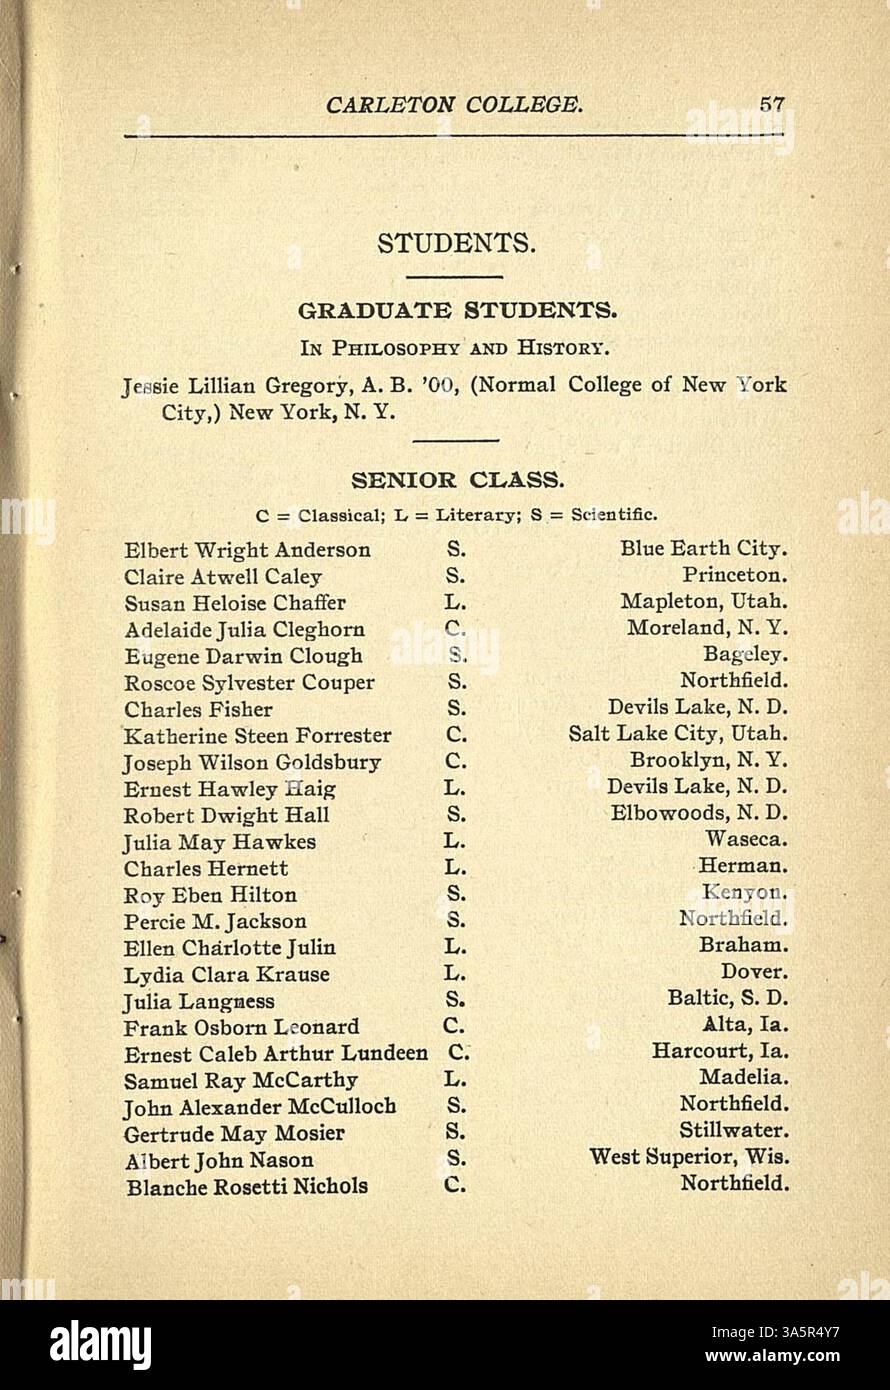 CARLETON COLLEGE. 57
STUDENTS.
GRADUATE STUDENTS.
IN PHILOSOPHY AND HISTORY.
Jessie Lillian Gregory, A. B. '00, (Normal College of New York
City,) New York, N. Y.
SENIOR CLASS.
C = Classical; L = Literary; S = Scientific.
Elbert Wright Anderson S. Blue Earth City.
Claire Atwell Caley S. Princeton.
Susan Heloise Chaffer L. Mapleton, Utah.
Adelaide Julia Cleghorn C. Moreland, N. Y.
Eugene Darwin Clough S. Bageley.
Roscoe Sylvester Couper S. Northfield.
Charles Fisher S. Devils Lake, N. D.
Katherine Steen Forrester C. Salt Lake City, Utah.
Joseph Wilson Goldsbury C. Brooklyn, N. Y.
Ernest Hawley Haig L. Devils Lake, N. D.
Robert Dwight Hall S. Elbowoods, N. D.
Julia May Hawkes L. Waseca.
Charles Hernett L. Herman.
Roy Eben Hilton S. Kenyon.
Percie M. Jackson S. Northfield.
Ellen Charlotte Julin L. Braham.
Lydia Clara Krause L. Dover.
Julia Langness S. Baltic, S. D.
Frank Osborn Leonard C. Alta, Ia.
Ernest Caleb Arthur Lundeen C. Harcourt, Ia.
Samuel Ray McCarthy L. Madelia.
John Alexander McCulloch S. Northfield.
Gertrude May Mosier S. Stillwater.
Albert John Nason S. West Superior, Wis.
Blanche Rosetti Nichols C. Northfield.
alamy
Image ID: 3A5R4Y7
www.alamy.com